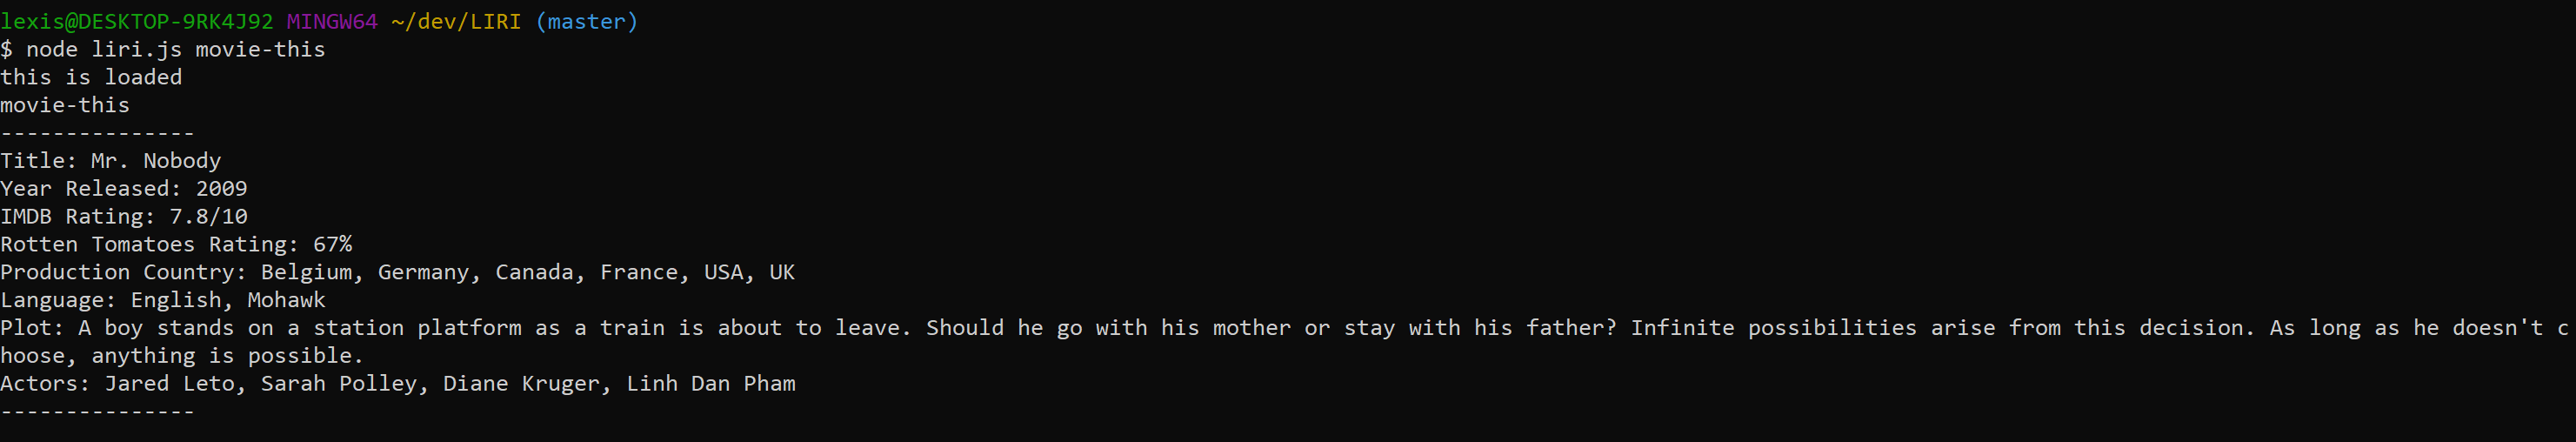 lexis@DESKTOP-9RK4J92 MINGW64 ~/dev/LIRI (master)
$ node liri.js movie-this
this is loaded
movie-this
---------------
Title: Mr. Nobody
Year Released: 2009
IMDB Rating: 7.8/10
Rotten Tomatoes Rating: 67%
Production Country: Belgium, Germany, Canada, France, USA, UK
Language: English, Mohawk
Plot: A boy stands on a station platform as a train is about to leave. Should he go with his mother or stay with his father? Infinite possibilities arise from this decision. As long as he doesn't c
hoose, anything is possible.
Actors: Jared Leto, Sarah Polley, Diane Kruger, Linh Dan Pham
---------------